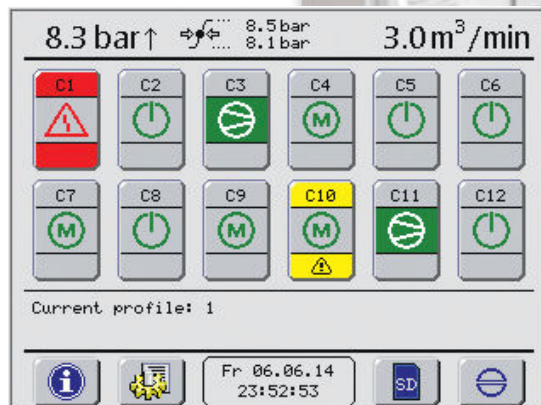 8.3 bar↑ 8.5 bar 3.0 m³/min
8.1 bar
C1 C2 C3 C4 C5 C6
M
C7 C8 C9 C10 C11 C12
M M M
Current profile: 1
Fr 06.06.14
23:52:53
SD